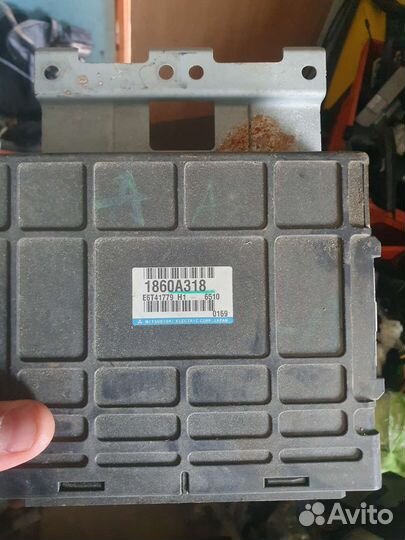 A A
1860A318
E6T41779 H1 6510
0159
MITSUBISHI ELECTRIC CORP. JAPAN
Avito